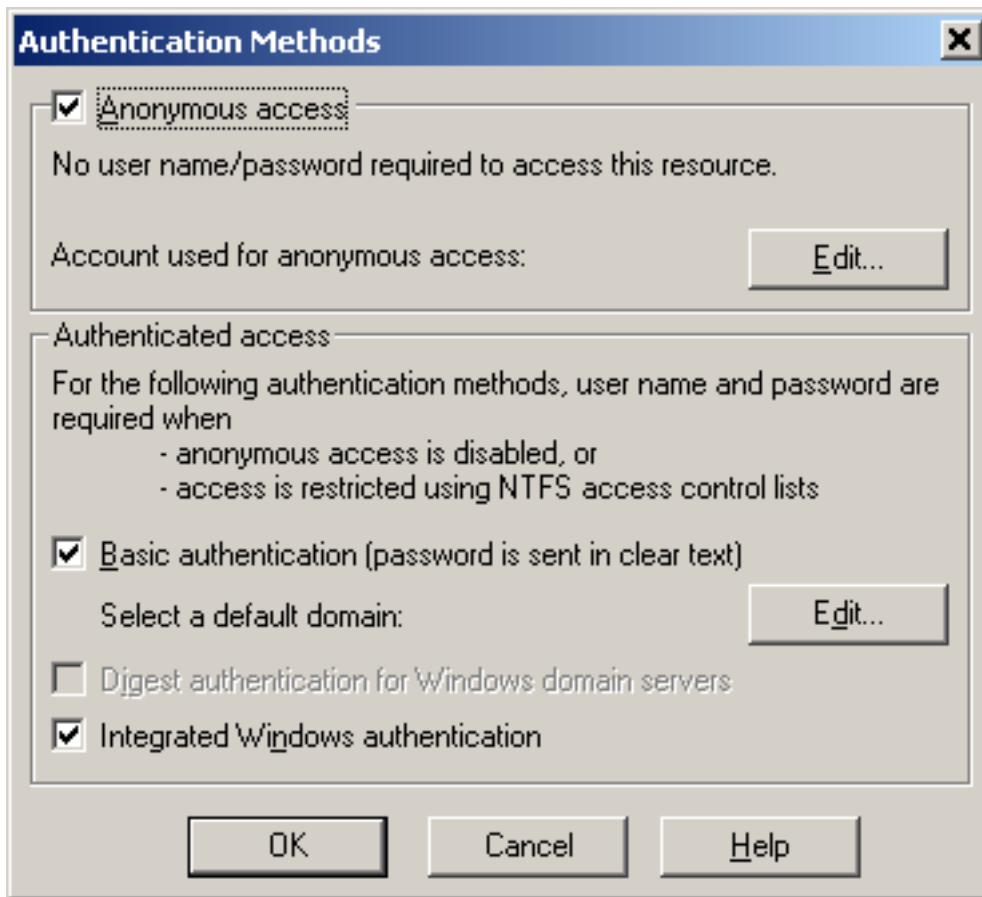 Authentication Methods
Anonymous access
No user name/password required to access this resource.
Account used for anonymous access:
Edit...
Authenticated access
For the following authentication methods, user name and password are
required when
- anonymous access is disabled, or
- access is restricted using NTFS access control lists
Basic authentication (password is sent in clear text)
Select a default domain:
Edit...
Digest authentication for Windows domain servers
Integrated Windows authentication
OK
Cancel
Help